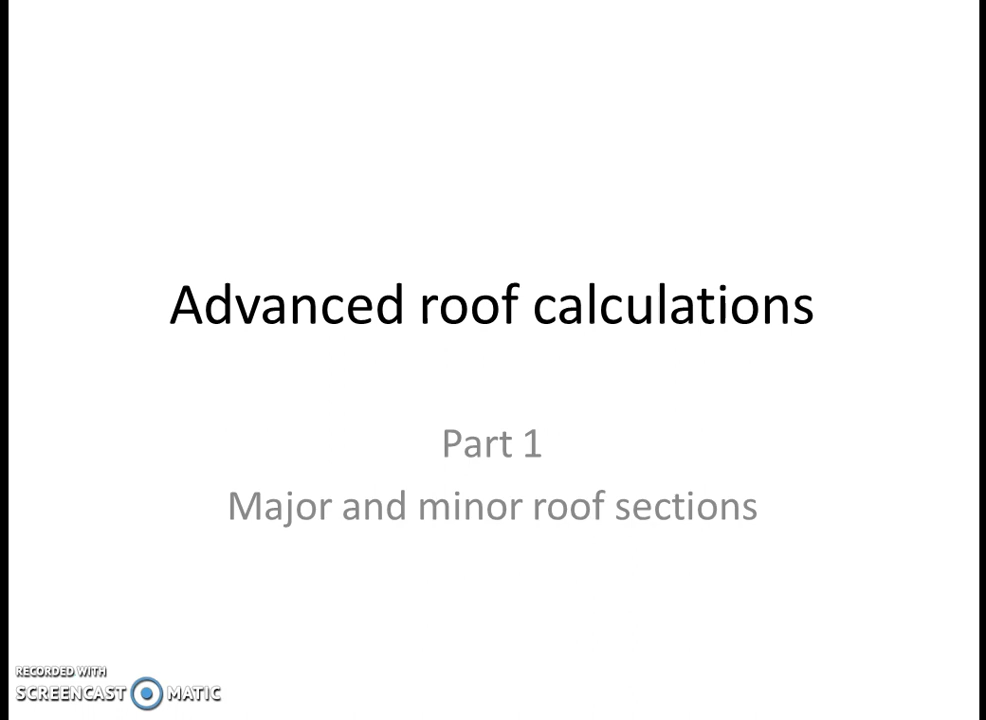 Advanced roof calculations
Part 1
Major and minor roof sections
RECORDED WITH
SCREENCAST MATIC